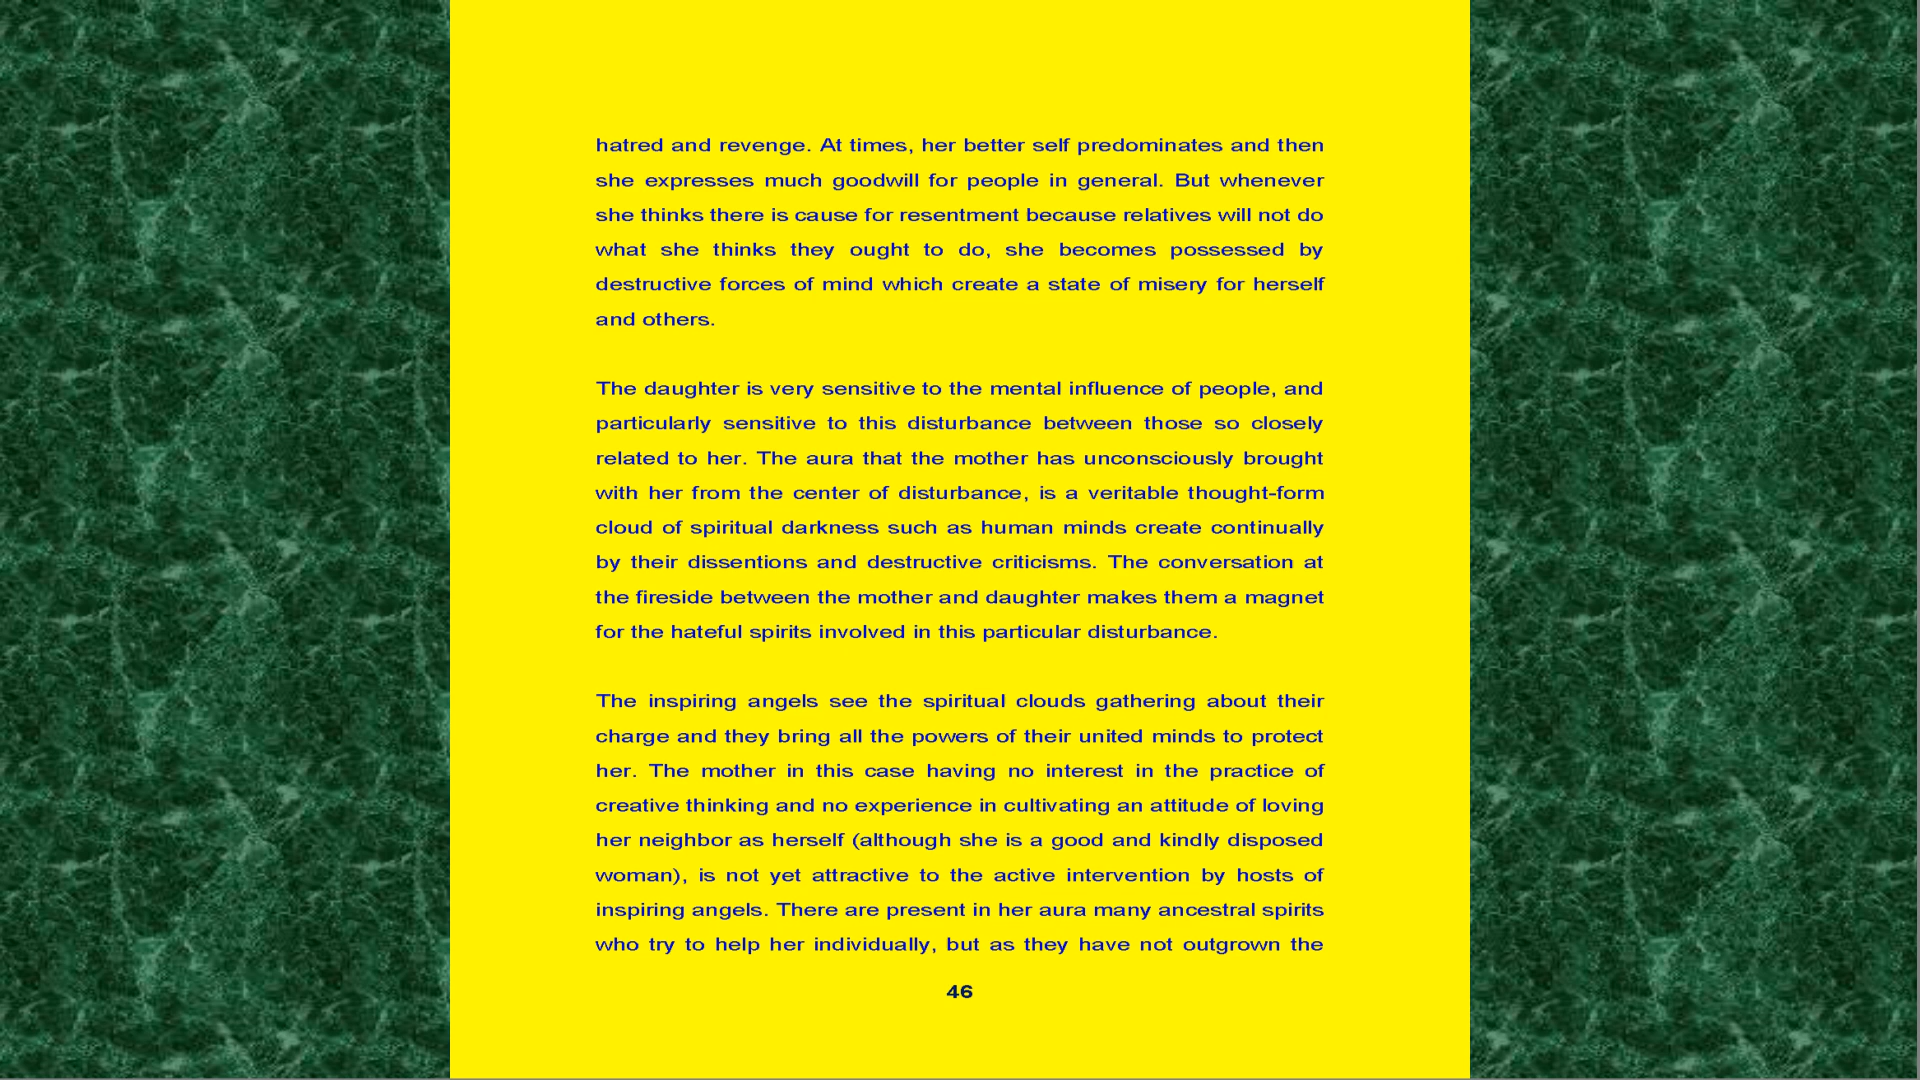 hatred and revenge. At times, her better self predominates and then
she expresses much goodwill for people in general. But whenever
she thinks there is cause for resentment because relatives will not do
what she thinks they ought to do, she becomes possessed by
destructive forces of mind which create a state of misery for herself
and others.
The daughter is very sensitive to the mental influence of people, and
particularly sensitive to this disturbance between those so closely
related to her. The aura that the mother has unconsciously brought
with her from the center of disturbance, is a veritable thought-form
cloud of spiritual darkness such as human minds create continually
by their dissentions and destructive criticisms. The conversation at
the fireside between the mother and daughter makes them a magnet
for the hateful spirits involved in this particular disturbance.
The inspiring angels see the spiritual clouds gathering about their
charge and they bring all the powers of their united minds to protect
her. The mother in this case having no interest in the practice of
creative thinking and no experience in cultivating an attitude of loving
her neighbor as herself (although she is a good and kindly disposed
woman), is not yet attractive to the active intervention by hosts of
inspiring angels. There are present in her aura many ancestral spirits
who try to help her individually, but as they have not outgrown the
46